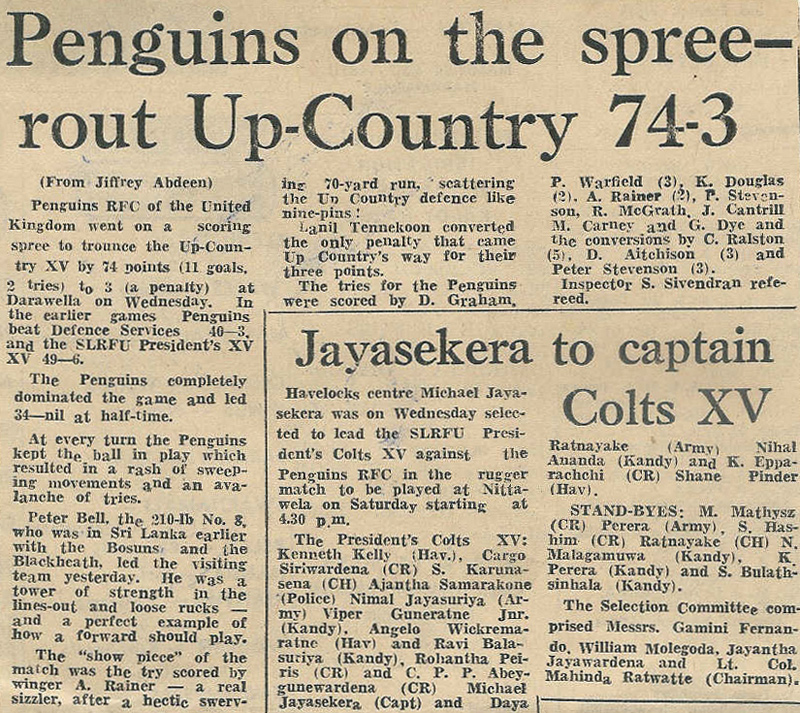 Penguins on the spree—
rout Up-Country 74-3
(From Jiffrey Abdeen)
Penguins RFC of the United
Kingdom went on a scoring
spree to trounce the Up-Coun-
try XV by 74 points (11 goals,
2 tries) to 3 (a penalty) at
Darawella on Wednesday. In
the earlier games Penguins
beat Defence Services 40—3,
and the SLRFU President's XV
XV 49—6.
The Penguins completely
dominated the game and led
34—nil at half-time.
At every turn the Penguins
kept the ball in play which
resulted in a rash of sweep-
ing movements and an ava-
lanche of tries.
Peter Bell, the 210-lb No. 8,
who was in Sri Lanka earlier
with the Bosuns and the
Blackheath, led the visiting
team yesterday. He was a
tower of strength in the
lines-out and loose rucks —
and a perfect example of
how a forward should play.
The "show piece" of the
match was the try scored by
winger A. Rainer — a real
sizzler, after a hectic swerv-
ing 70-yard run, scattering
the Up Country defence like
nine-pins !
Lanil Tennekoon converted
the only penalty that came
Up Country's way for their
three points.
The tries for the Penguins
were scored by D. Graham,
P. Warfield (3), K. Douglas
(2), A. Rainer (2), P. Steven-
son, R. McGrath, J. Cantrill
M. Carney and G. Dye and
the conversions by C. Ralston
(5), D. Aitchison (3) and
Peter Stevenson (3).
Inspector S. Sivendran refe-
reed.
Jayasekera to captain
Colts XV
Havelocks centre Michael Jaya-
sekera was on Wednesday selec-
ted to lead the SLRFU Presi-
dent's Colts XV against the
Penguins RFC in the rugger
match to be played at Nitta-
wela on Saturday starting at
4.30 p.m.
The President's Colts XV:
Kenneth Kelly (Hav.), Cargo
Siriwardena (CR) S. Karuna-
sena (CH) Ajantha Samarakone
(Police) Nimal Jayasuriya (Ar-
my) Viper Guneratne Jnr.
(Kandy), Angelo Wickrema-
ratne (Hav) and Ravi Bala-
suriya (Kandy), Rohantha Pei-
ris (CR) and C. P. P. Abey-
gunewardena (CR) Michael
Jayasekera (Capt) and Daya
Ratnayake (Army) Nihal
Ananda (Kandy) and K. Eppa-
rachchi (CR) Shane Pinder
(Hav).
STAND-BYES: M. Mathysz
(CR) Perera (Army), S. Has-
him (CR) Ratnayake (CH) N.
Malagamuwa (Kandy), K.
Perera (Kandy) and S. Bulath-
sinhala (Kandy).
The Selection Committee com-
prised Messrs. Gamini Fernan-
do, William Molegoda, Jayantha
Jayawardena and Lt. Col.
Mahinda Ratwatte (Chairman).